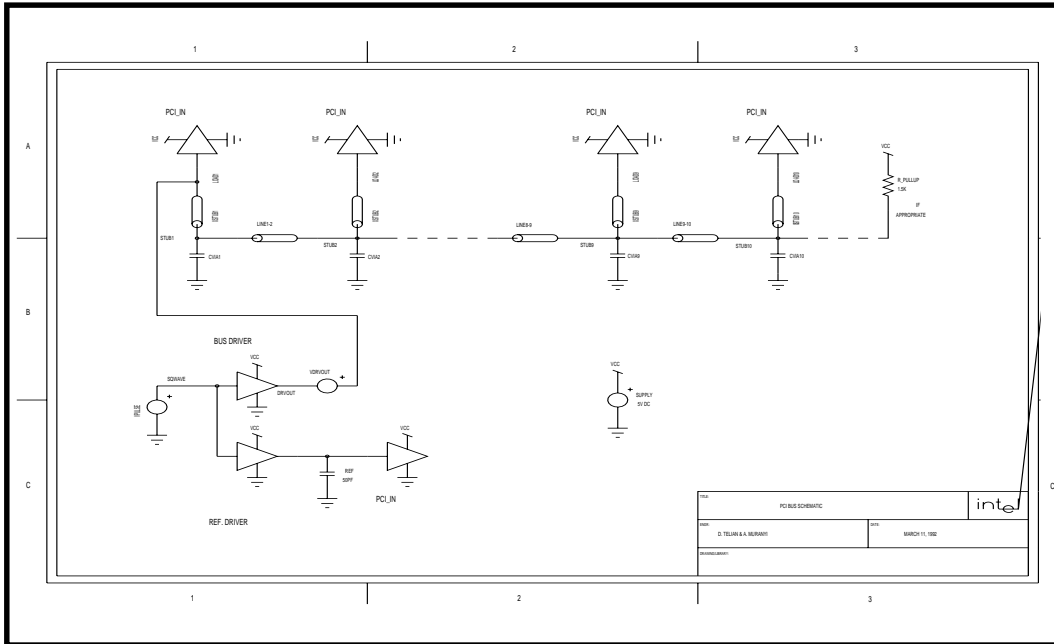 1
2
3
PCI_IN
PCI_IN
PCI_IN
PCI_IN
A
VCC
R_PULLUP
1.5K
IF
APPROPRIATE
STUB1
LINE1-2
STUB2
LINE8-9
STUB9
LINE9-10
STUB10
CVIA1
CVIA2
CVIA9
CVIA10
B
BUS DRIVER
VCC
VDRVOUT
+
SQWAVE
DRVOUT
+
VCC
+
SUPPLY
5V DC
VCC
VCC
REF
50PF
PCI_IN
REF. DRIVER
C
C
TITLE:
PCI BUS SCHEMATIC
intel
D. TELIAN & A. MURANYI
DATE:
MARCH 11, 1992
1
2
3